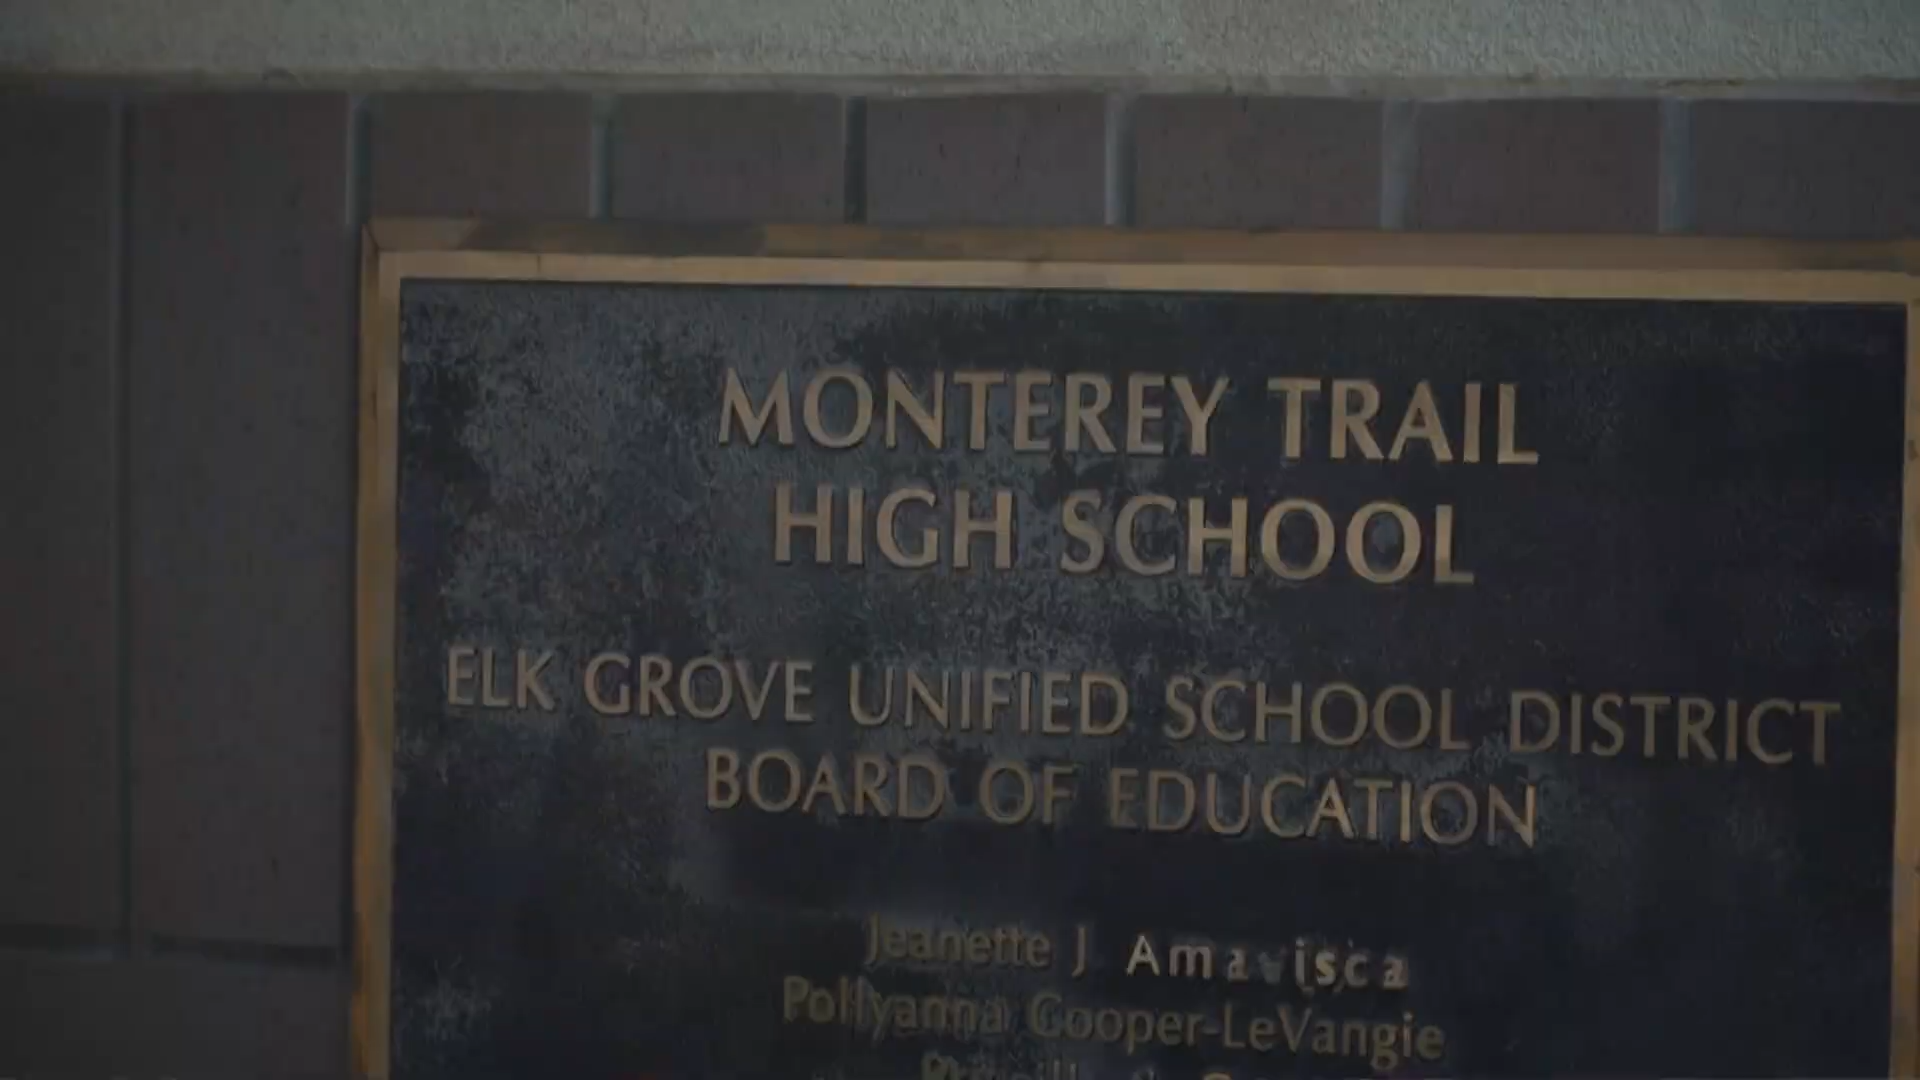 MONTEREY TRAIL
HIGH SCHOOL
ELK GROVE UNIFIED SCHOOL DISTRICT
BOARD OF EDUCATION
Jeanette J Amavisca
Pollyanna Cooper-LeVangie